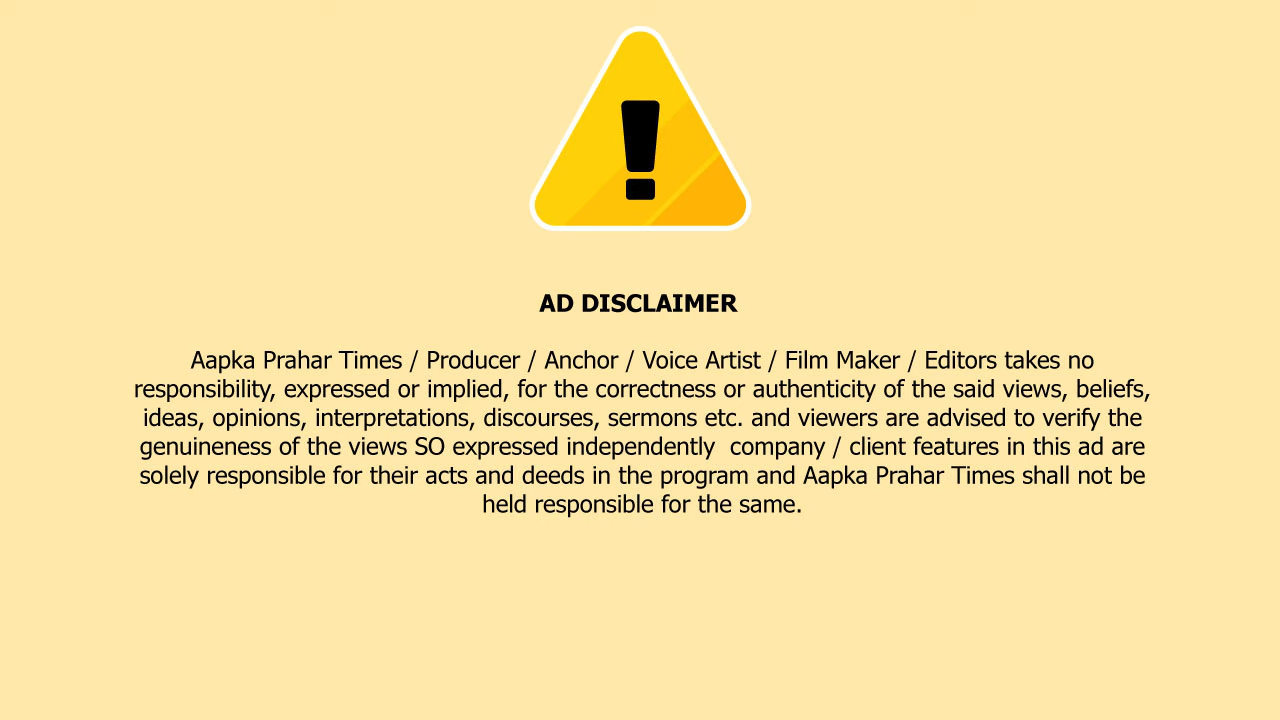 AD DISCLAIMER
Aapka Prahar Times / Producer / Anchor / Voice Artist / Film Maker / Editors takes no
responsibility, expressed or implied, for the correctness or authenticity of the said views, beliefs,
ideas, opinions, interpretations, discourses, sermons etc. and viewers are advised to verify the
genuineness of the views SO expressed independently  company / client features in this ad are
solely responsible for their acts and deeds in the program and Aapka Prahar Times shall not be
held responsible for the same.